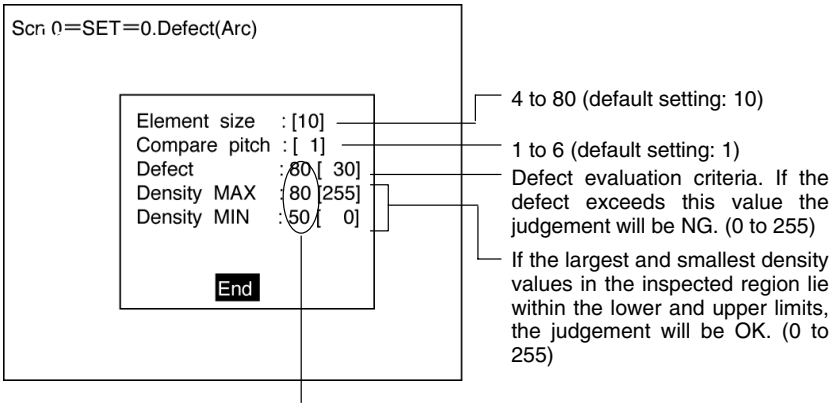 Scn 0=SET=0.Defect(Arc)
Element size :[10]
Compare pitch :[ 1]
Defect :80 [ 30]
Density MAX :80 [255]
Density MIN :50 [ 0]
End
4 to 80 (default setting: 10)
1 to 6 (default setting: 1)
Defect evaluation criteria. If the
defect exceeds this value the
judgement will be NG. (0 to 255)
If the largest and smallest density
values in the inspected region lie
within the lower and upper limits,
the judgement will be OK. (0 to
255)